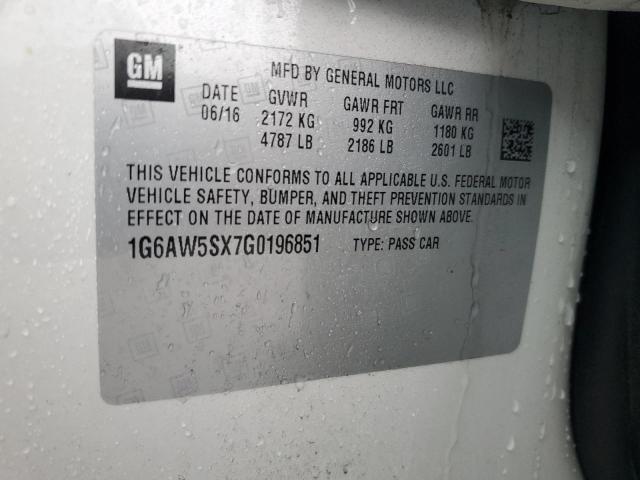 GM
MFD BY GENERAL MOTORS LLC
DATE GVWR GAWR FRT GAWR RR
06/16 2172 KG 992 KG 1180 KG
4787 LB 2186 LB 2601 LB
THIS VEHICLE CONFORMS TO ALL APPLICABLE U.S. FEDERAL MOTOR
VEHICLE SAFETY, BUMPER, AND THEFT PREVENTION STANDARDS IN
EFFECT ON THE DATE OF MANUFACTURE SHOWN ABOVE.
1G6AW5SX7G0196851 TYPE: PASS CAR